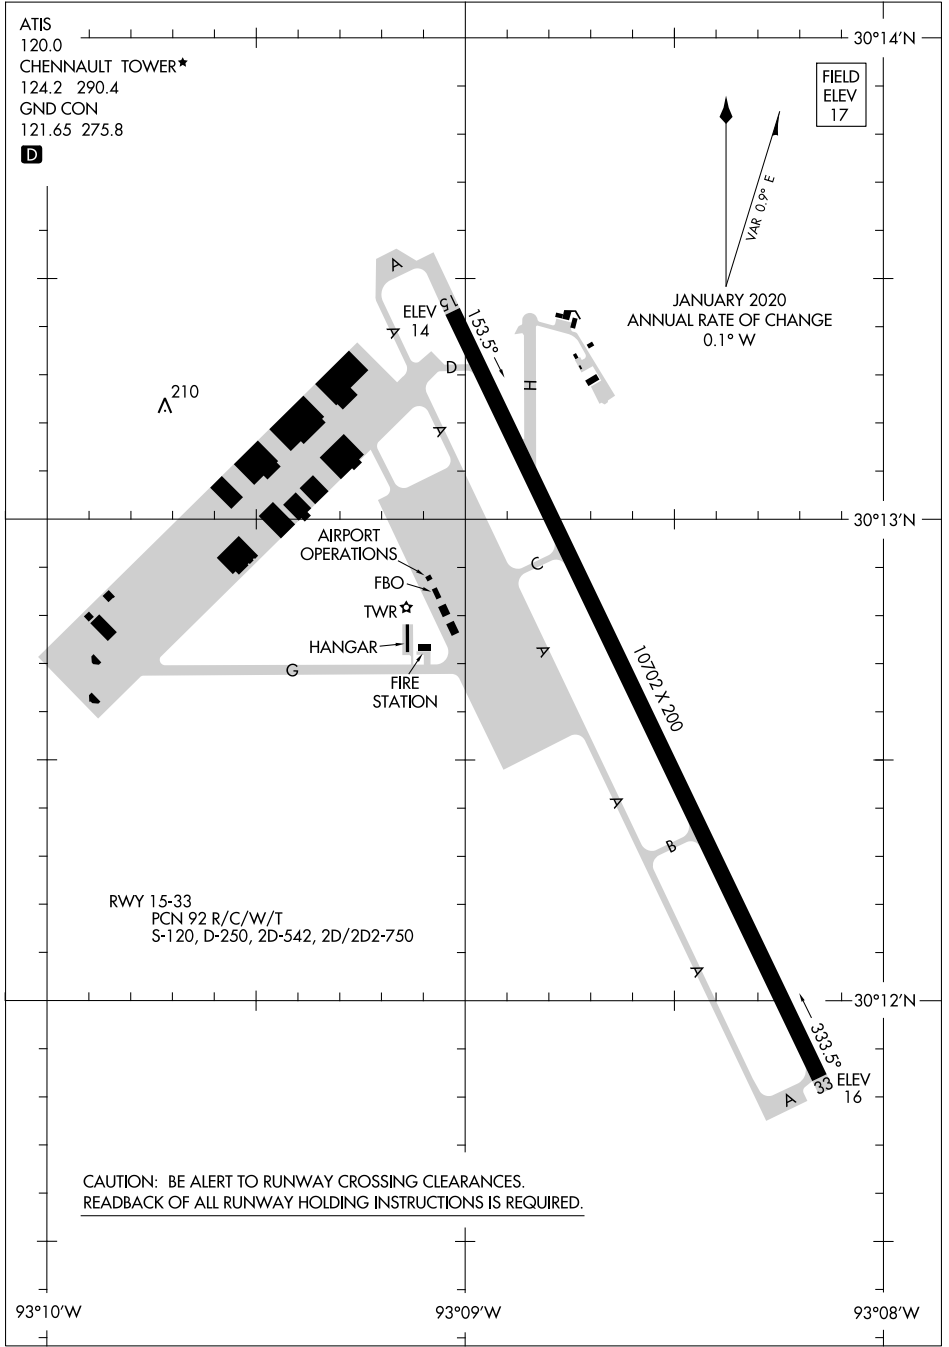 ATIS
120.0
CHENNAULT TOWER★
124.2 290.4
GND CON
121.65 275.8
D
30°14'N
FIELD
ELEV
17
VAR 0.9° E
JANUARY 2020
ANNUAL RATE OF CHANGE
0.1° W
A
15
ELEV
14
153.5°
A
D
H
210
A
30°13'N
AIRPORT
OPERATIONS
C
FBO
TWR
HANGAR
A
G
FIRE
STATION
10702 X 200
A
B
RWY 15-33
PCN 92 R/C/W/T
S-120, D-250, 2D-542, 2D/2D2-750
A
30°12'N
333.5°
33
ELEV
16
A
CAUTION: BE ALERT TO RUNWAY CROSSING CLEARANCES.
READBACK OF ALL RUNWAY HOLDING INSTRUCTIONS IS REQUIRED.
93°10'W
93°09'W
93°08'W